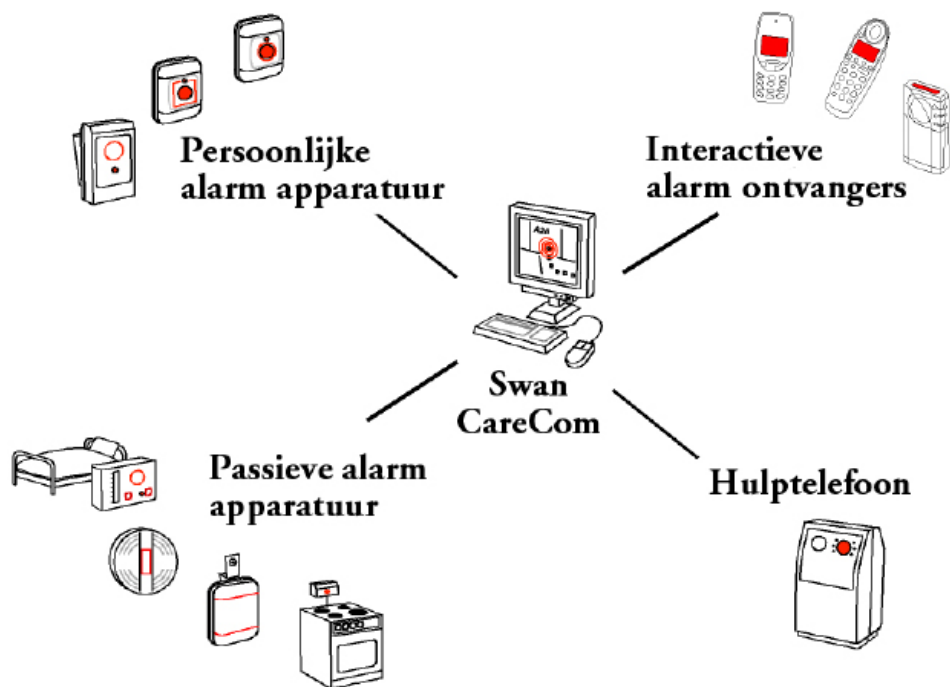 Persoonlijke
alarm apparatuur
Interactieve
alarm ontvangers
Swan
CareCom
Passieve alarm
apparatuur
Hulptelefoon